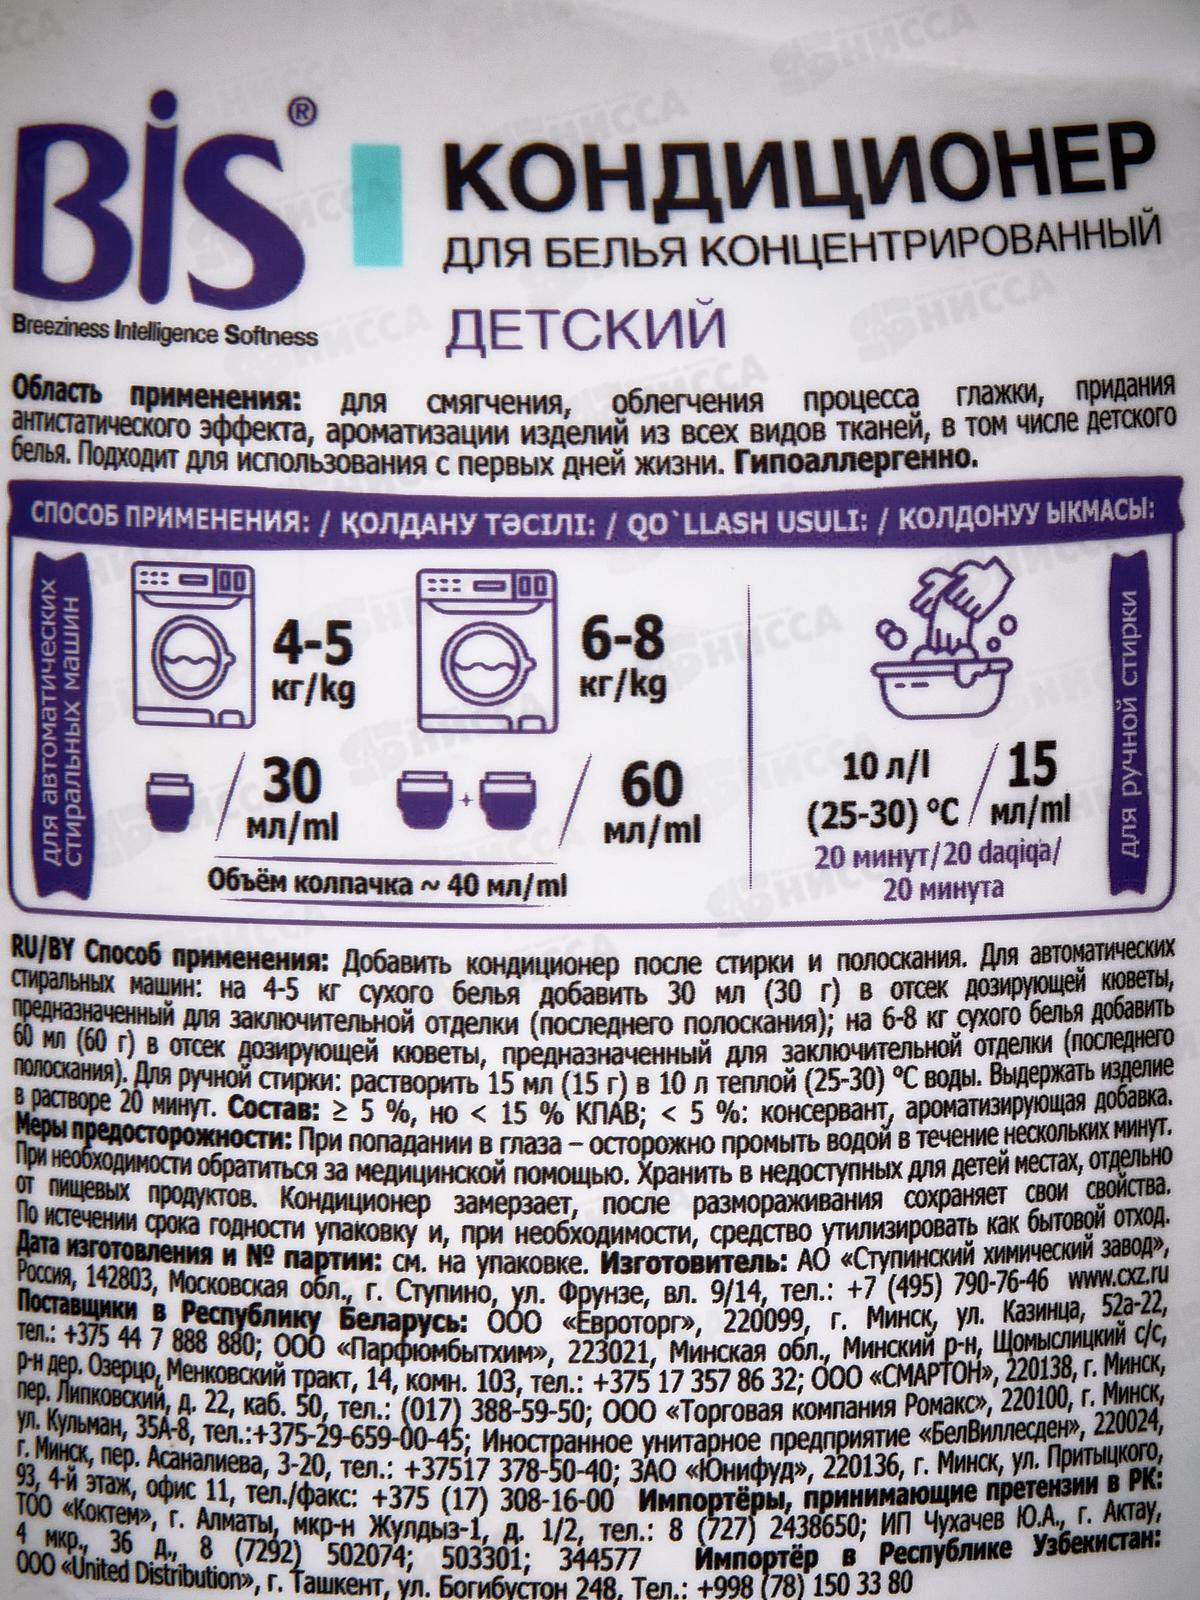 BiS®
КОНДИЦИОНЕР
ДЛЯ БЕЛЬЯ КОНЦЕНТРИРОВАННЫЙ
ДЕТСКИЙ
Breeziness Intelligence Softness
Область применения: для смягчения, облегчения процесса глажки, придания
антистатического эффекта, ароматизации изделий из всех видов тканей, в том числе детского
белья. Подходит для использования с первых дней жизни. Гипоаллергенно.
СПОСОБ ПРИМЕНЕНИЯ: / ҚОЛДАНУ ТӘСІЛІ: / QO`LLASH USULI: / КОЛДОНУУ ЫКМАСЫ:
для автоматических
стиральных машин
4-5
кг/kg
6-8
кг/kg
30
мл/ml
+
60
мл/ml
Объём колпачка ~ 40 мл/ml
10 л/l
(25-30) °С
15
мл/ml
20 минут/20 daqiqa/
20 минута
для ручной стирки
RU/BY Способ применения: Добавить кондиционер после стирки и полоскания. Для автоматических
стиральных машин: на 4-5 кг сухого белья добавить 30 мл (30 г) в отсек дозирующей кюветы,
предназначенный для заключительной отделки (последнего полоскания); на 6-8 кг сухого белья добавить
60 мл (60 г) в отсек дозирующей кюветы, предназначенный для заключительной отделки (последнего
полоскания). Для ручной стирки: растворить 15 мл (15 г) в 10 л теплой (25-30) °С воды. Выдержать изделие
в растворе 20 минут. Состав: ≥ 5 %, но < 15 % КПАВ; < 5 %: консервант, ароматизирующая добавка.
Меры предосторожности: При попадании в глаза – осторожно промыть водой в течение нескольких минут.
При необходимости обратиться за медицинской помощью. Хранить в недоступных для детей местах, отдельно
от пищевых продуктов. Кондиционер замерзает, после размораживания сохраняет свои свойства.
По истечении срока годности упаковку и, при необходимости, средство утилизировать как бытовой отход.
Дата изготовления и № партии: см. на упаковке. Изготовитель: АО «Ступинский химический завод»,
Россия, 142803, Московская обл., г. Ступино, ул. Фрунзе, вл. 9/14, тел.: +7 (495) 790-76-46 www.cxz.ru
Поставщики в Республику Беларусь: ООО «Евроторг», 220099, г. Минск, ул. Казинца, 52а-22,
тел.: +375 44 7 888 880; ООО «Парфюмбытхим», 223021, Минская обл., Минский р-н, Щомыслицкий с/с,
р-н дер. Озерцо, Менковский тракт, 14, комн. 103, тел.: +375 17 357 86 32; ООО «СМАРТОН», 220138, г. Минск,
пер. Липковский, д. 22, каб. 50, тел.: (017) 388-59-50; ООО «Торговая компания Ромакс», 220100, г. Минск,
ул. Кульман, 35А-8, тел.:+375-29-659-00-45; Иностранное унитарное предприятие «БелВиллесден», 220024,
г. Минск, пер. Асаналиева, 3-20, тел.: +37517 378-50-40; ЗАО «Юнифуд», 220136, г. Минск, ул. Притыцкого,
93, 4-й этаж, офис 11, тел./факс: +375 (17) 308-16-00 Импортёры, принимающие претензии в РК:
ТОО «Коктем», г. Алматы, мкр-н Жулдыз-1, д. 1/2, тел.: 8 (727) 2438650; ИП Чухачев Ю.А., г. Актау,
4 мкр., 36 д., 8 (7292) 502074; 503301; 344577 Импортёр в Республике Узбекистан:
ООО «United Distribution», г. Ташкент, ул. Богибустон 248, Тел.: +998 (78) 150 33 80